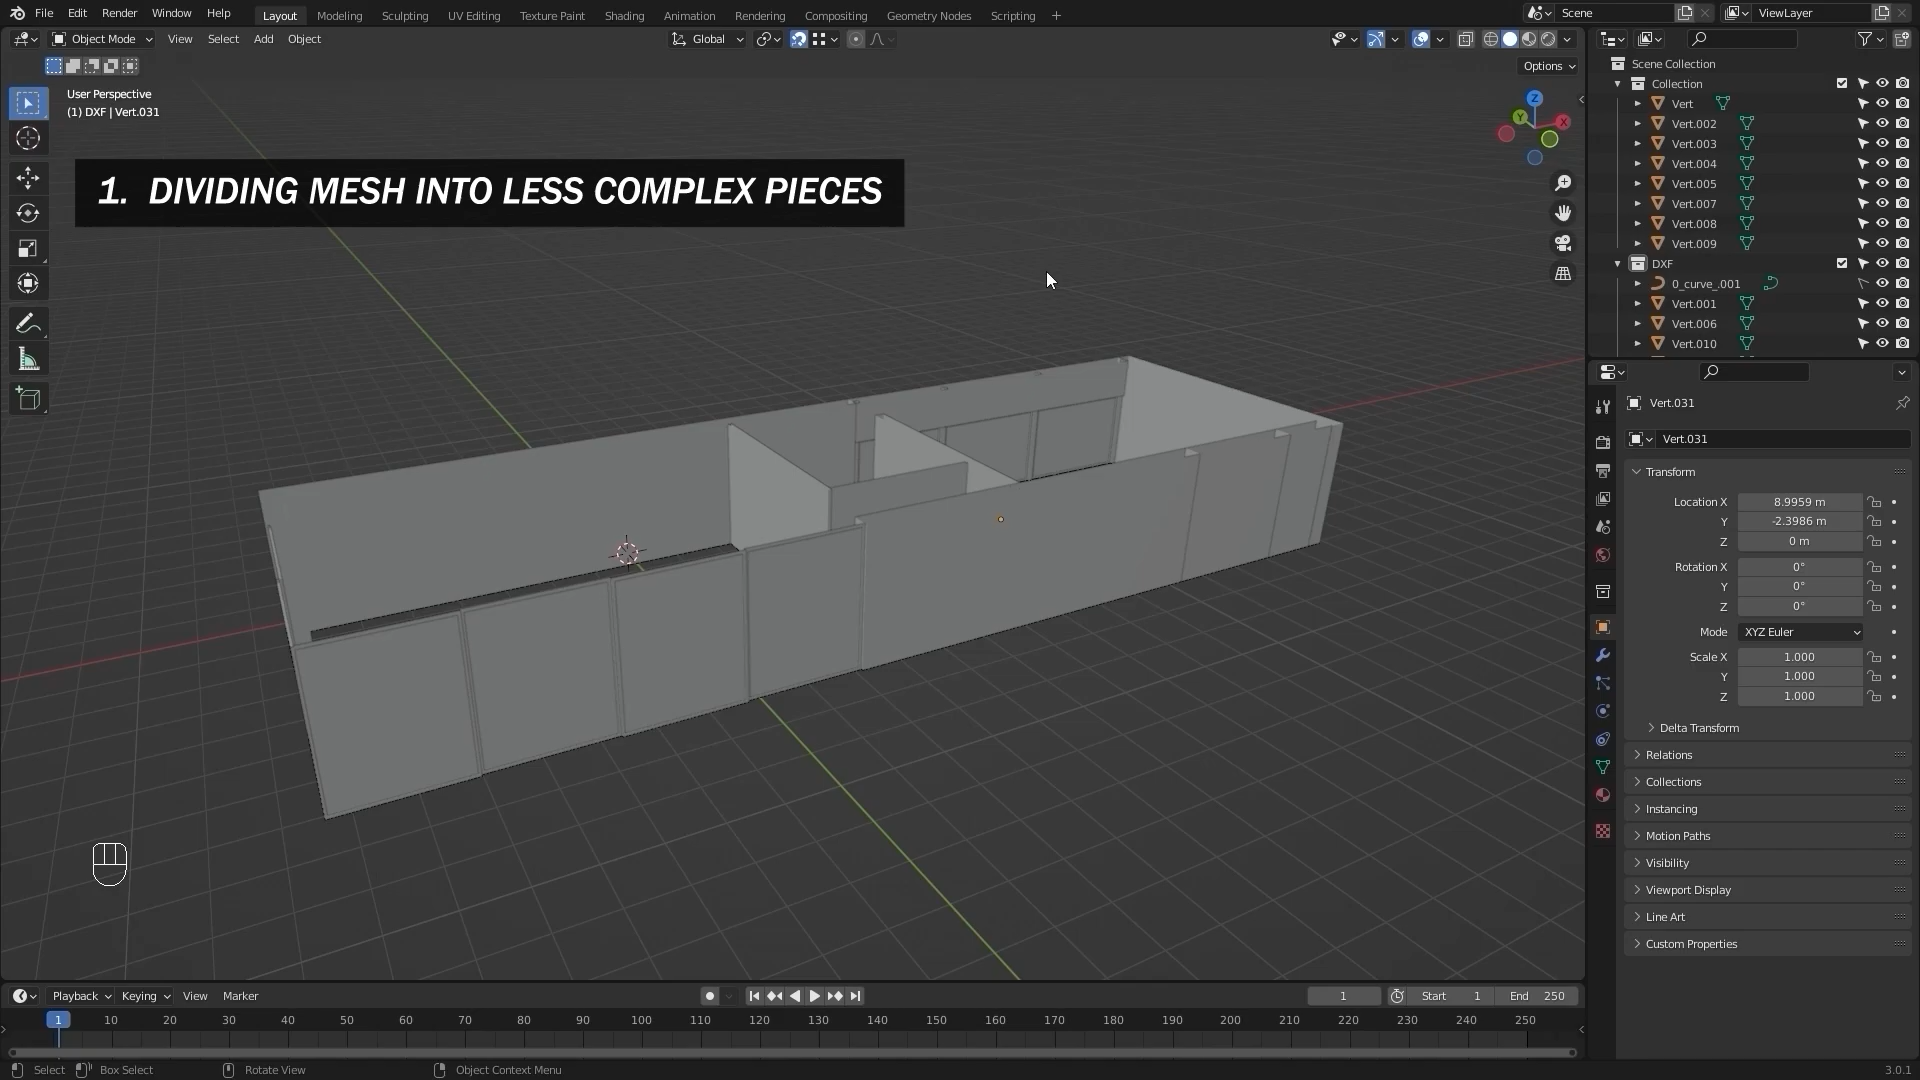 File Edit Render Window Help Layout Modeling Sculpting UV Editing Texture Paint Shading Animation Rendering Compositing Geometry Nodes Scripting + Scene ViewLayer
Object Mode View Select Add Object Global
Options
User Perspective
(1) DXF | Vert.031
1. DIVIDING MESH INTO LESS COMPLEX PIECES
Z
Y
X
Scene Collection
Collection
Vert
Vert.002
Vert.003
Vert.004
Vert.005
Vert.007
Vert.008
Vert.009
DXF
0_curve_.001
Vert.001
Vert.006
Vert.010
Vert.031
Vert.031
Transform
Location X 8.9959 m
Y -2.3986 m
Z 0 m
Rotation X 0°
Y 0°
Z 0°
Mode XYZ Euler
Scale X 1.000
Y 1.000
Z 1.000
Delta Transform
Relations
Collections
Instancing
Motion Paths
Visibility
Viewport Display
Line Art
Custom Properties
Playback Keying View Marker 1 Start 1 End 250
1 10 20 30 40 50 60 70 80 90 100 110 120 130 140 150 160 170 180 190 200 210 220 230 240 250
Select Box Select Rotate View Object Context Menu 3.0.1